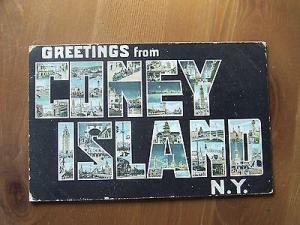 GREETINGS from
CONEY
ISLAND
N.Y.